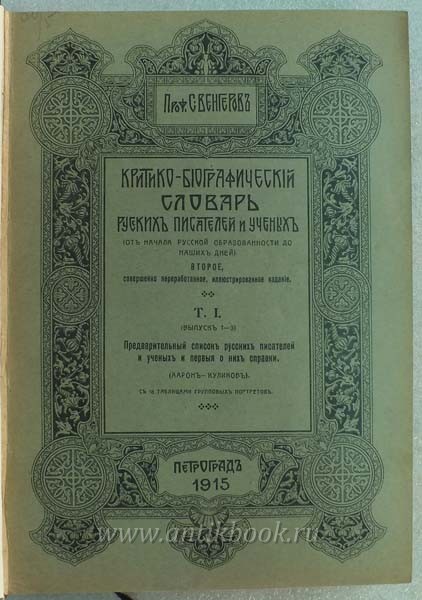 Проф. С. ВЕНГЕРОВЪ
КРИТИКО-БІОГРАФИЧЕСКІЙ
СЛОВАРЬ
РУССКИХЪ ПИСАТЕЛЕЙ И УЧЕНЫХЪ
(ОТЪ НАЧАЛА РУССКОЙ ОБРАЗОВАННОСТИ ДО
НАШИХЪ ДНЕЙ)
ВТОРОЕ,
совершенно переработанное, иллюстрированное изданіе.
Т. I.
(ВЫПУСКЪ 1—3)
Предварительный списокъ русскихъ писателей
и ученыхъ и первыя о нихъ справки.
(ААРОНЪ—КУЛИКОВЪ).
СЪ 18 ТАБЛИЦАМИ ГРУППОВЫХЪ ПОРТРЕТОВЪ.
ПЕТРОГРАДЪ
1915
www.antikbook.ru